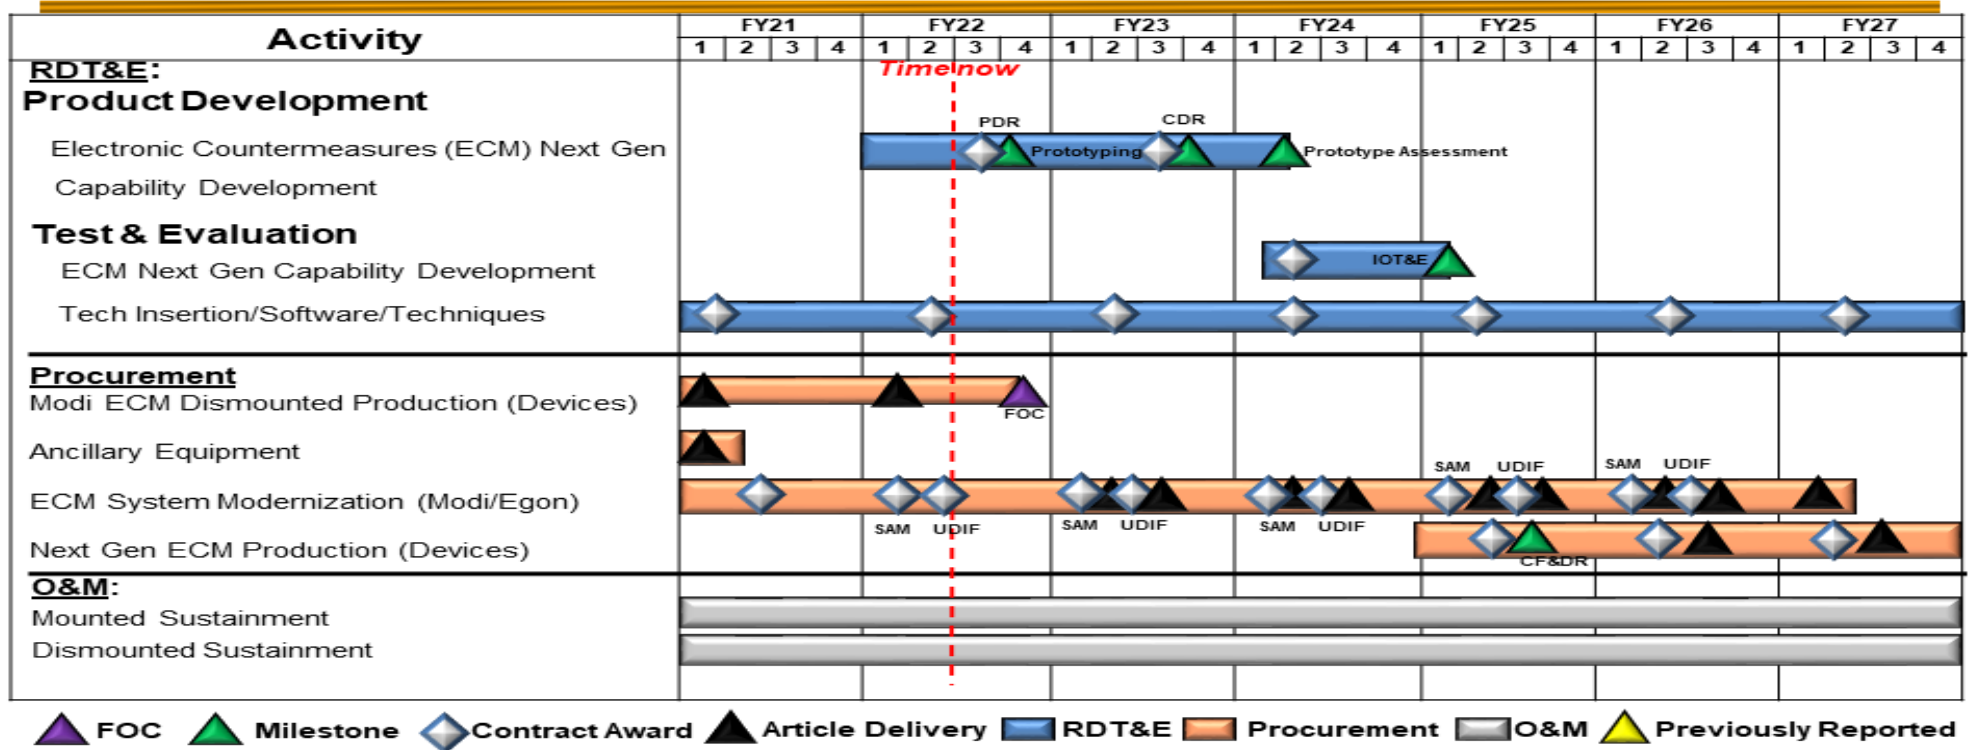 Activity
FY21 FY22 FY23 FY24 FY25 FY26 FY27
1 2 3 4 1 2 3 4 1 2 3 4 1 2 3 4 1 2 3 4 1 2 3 4 1 2 3 4
Time now
RDT&E:
Product Development
PDR CDR
Electronic Countermeasures (ECM) Next Gen
Prototyping Prototype Assessment
Capability Development
Test & Evaluation
ECM Next Gen Capability Development
IOT&E
Tech Insertion/Software/Techniques
Procurement
Modi ECM Dismounted Production (Devices)
FOC
Ancillary Equipment
SAM UDIF SAM UDIF
ECM System Modernization (Modi/Egon)
SAM UDIF SAM UDIF SAM UDIF
Next Gen ECM Production (Devices)
CF&DR
O&M:
Mounted Sustainment
Dismounted Sustainment
FOC Milestone Contract Award Article Delivery RDT&E Procurement O&M Previously Reported